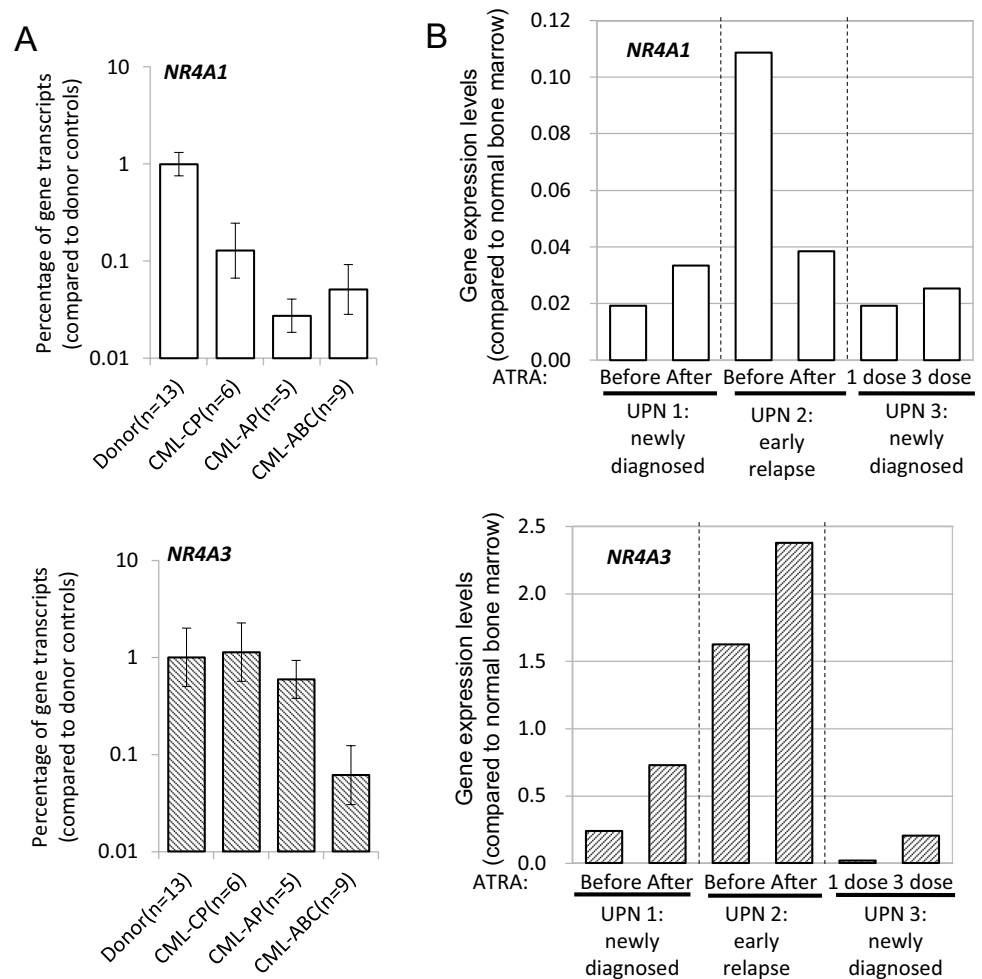 A
NR4A1
Percentage of gene transcripts
(compared to donor controls)
10
1
0.1
0.01
Donor(n=13)
CML-CP(n=6)
CML-AP(n=5)
CML-ABC(n=9)
B
NR4A1
Gene expression levels
(compared to normal bone marrow)
0.12
0.10
0.08
0.06
0.04
0.02
0.00
ATRA: Before After Before After 1 dose 3 dose
UPN 1:
newly
diagnosed
UPN 2:
early
relapse
UPN 3:
newly
diagnosed
NR4A3
Percentage of gene transcripts
(compared to donor controls)
10
1
0.1
0.01
Donor(n=13)
CML-CP(n=6)
CML-AP(n=5)
CML-ABC(n=9)
NR4A3
Gene expression levels
(compared to normal bone marrow)
2.5
2.0
1.5
1.0
0.5
0.0
ATRA: Before After Before After 1 dose 3 dose
UPN 1:
newly
diagnosed
UPN 2:
early
relapse
UPN 3:
newly
diagnosed